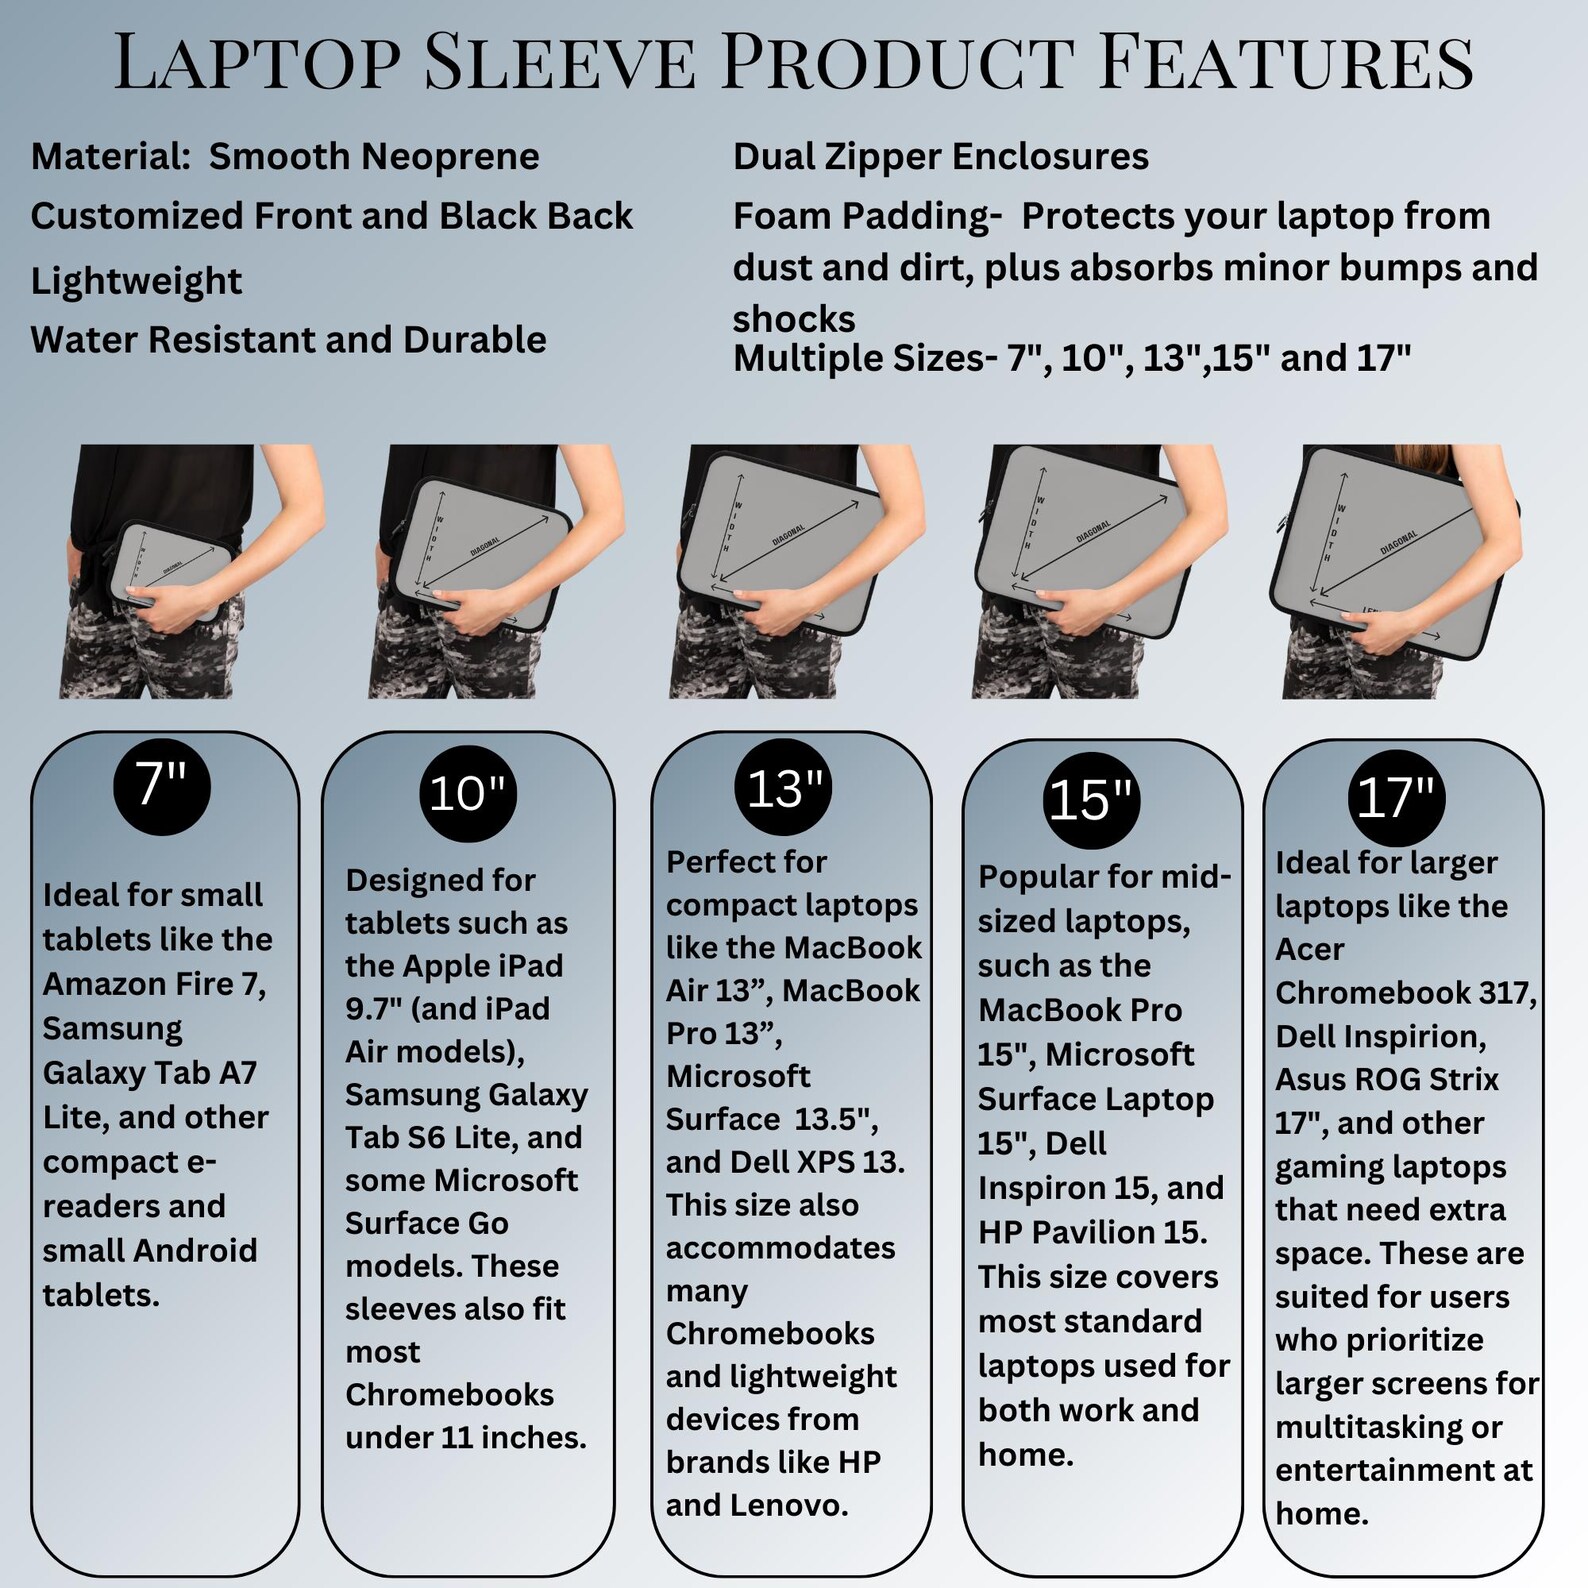 Laptop Sleeve Product Features
Material:  Smooth Neoprene
Customized Front and Black Back
Lightweight
Water Resistant and Durable
Dual Zipper Enclosures
Foam Padding-  Protects your laptop from
dust and dirt, plus absorbs minor bumps and
shocks
Multiple Sizes- 7", 10", 13",15" and 17"
WIDTH
DIAGONAL
WIDTH
DIAGONAL
WIDTH
DIAGONAL
WIDTH
DIAGONAL
WIDTH
DIAGONAL
7"
Ideal for small
tablets like the
Amazon Fire 7,
Samsung
Galaxy Tab A7
Lite, and other
compact e-
readers and
small Android
tablets.
10"
Designed for
tablets such as
the Apple iPad
9.7" (and iPad
Air models),
Samsung Galaxy
Tab S6 Lite, and
some Microsoft
Surface Go
models. These
sleeves also fit
most
Chromebooks
under 11 inches.
13"
Perfect for
compact laptops
like the MacBook
Air 13”, MacBook
Pro 13”,
Microsoft
Surface  13.5",
and Dell XPS 13.
This size also
accommodates
many
Chromebooks
and lightweight
devices from
brands like HP
and Lenovo.
15"
Popular for mid-
sized laptops,
such as the
MacBook Pro
15", Microsoft
Surface Laptop
15", Dell
Inspiron 15, and
HP Pavilion 15.
This size covers
most standard
laptops used for
both work and
home.
17"
Ideal for larger
laptops like the
Acer
Chromebook 317,
Dell Inspirion,
Asus ROG Strix
17", and other
gaming laptops
that need extra
space. These are
suited for users
who prioritize
larger screens for
multitasking or
entertainment at
home.